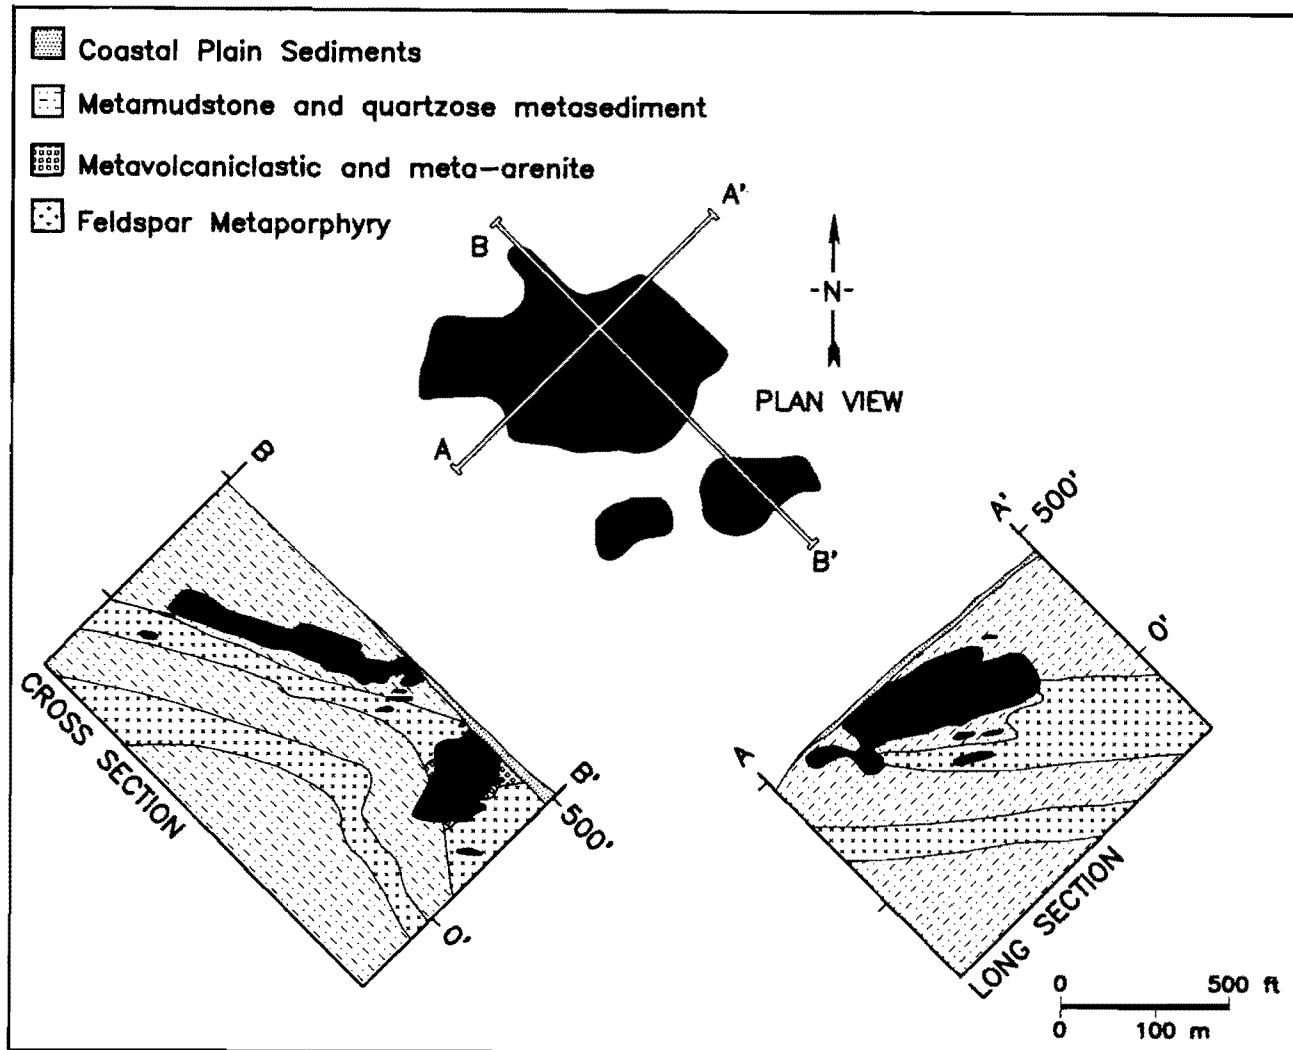 Coastal Plain Sediments
Metamudstone and quartzose metasediment
Metavolcaniclastic and meta-arenite
Feldspar Metaporphyry
A'
B
-N-
PLAN VIEW
A
B'
B
CROSS SECTION
B'
500'
0'
A'
500'
0'
A
LONG SECTION
0 500 ft
0 100 m